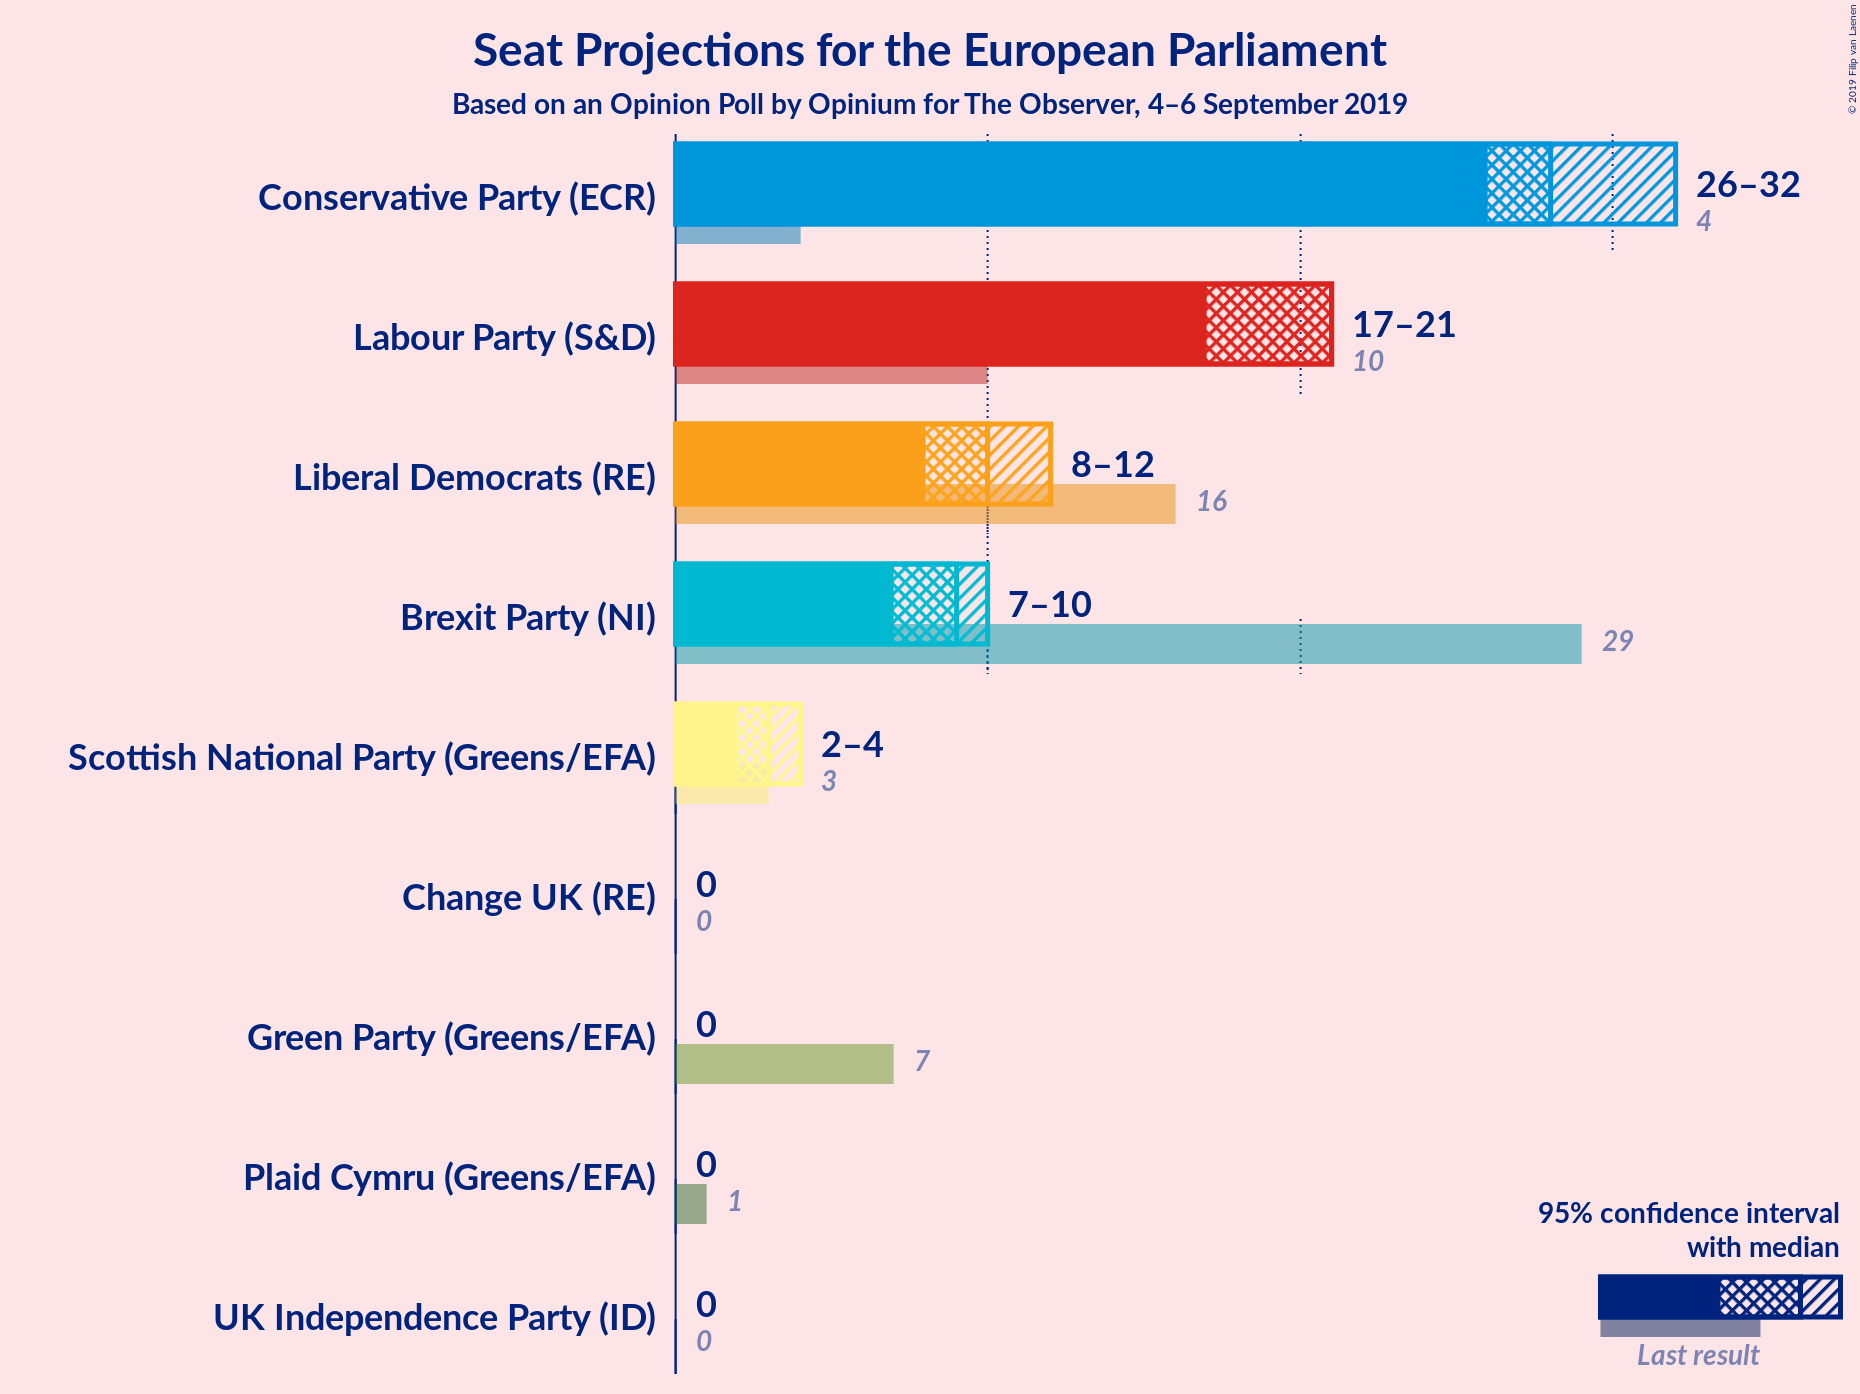 Seat Projections for the European Parliament
Based on an Opinion Poll by Opinium for The Observer, 4–6 September 2019
© 2019 Filip van Laenen
Conservative Party (ECR)
26–32
4
Labour Party (S&D)
17–21
10
Liberal Democrats (RE)
8–12
16
Brexit Party (NI)
7–10
29
Scottish National Party (Greens/EFA)
2–4
3
Change UK (RE)
0
0
Green Party (Greens/EFA)
0
7
Plaid Cymru (Greens/EFA)
0
1
UK Independence Party (ID)
0
0
95% confidence interval
with median
Last result